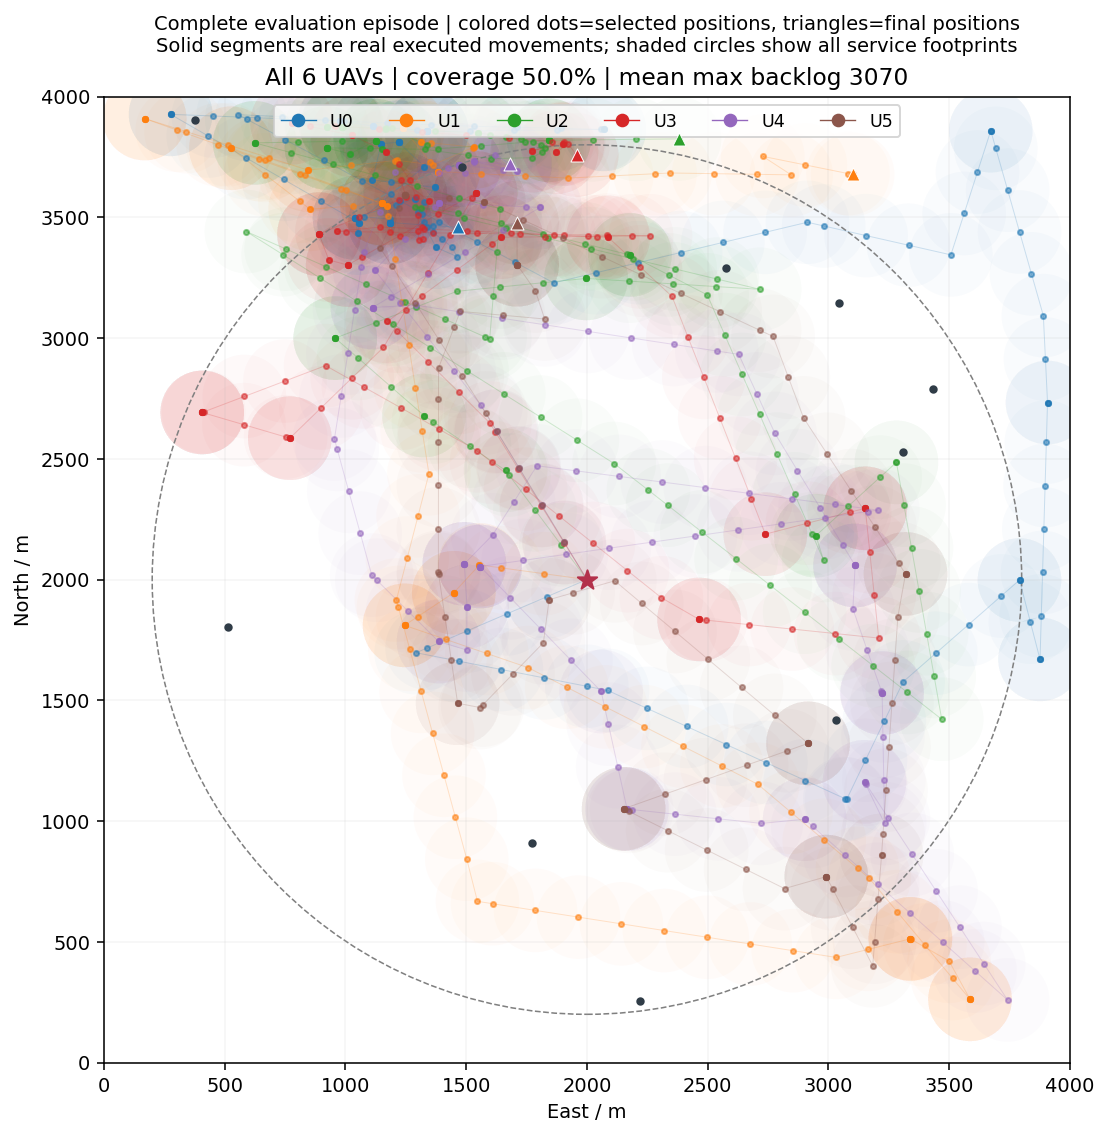 Complete evaluation episode | colored dots=selected positions, triangles=final positions
Solid segments are real executed movements; shaded circles show all service footprints
All 6 UAVs | coverage 50.0% | mean max backlog 3070
U0 U1 U2 U3 U4 U5
4000
3500
3000
2500
2000
1500
1000
500
0
North / m
0 500 1000 1500 2000 2500 3000 3500 4000
East / m